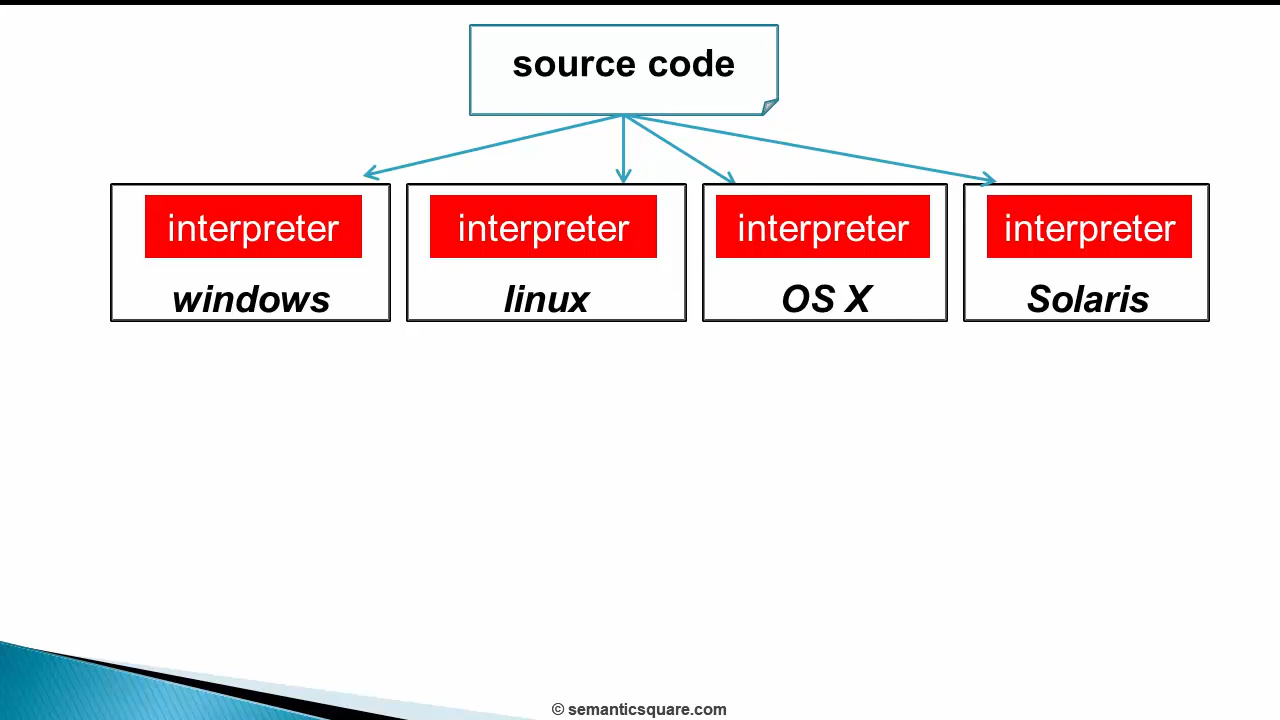 source code
interpreter interpreter interpreter interpreter
windows linux OS X Solaris
© semanticsquare.com